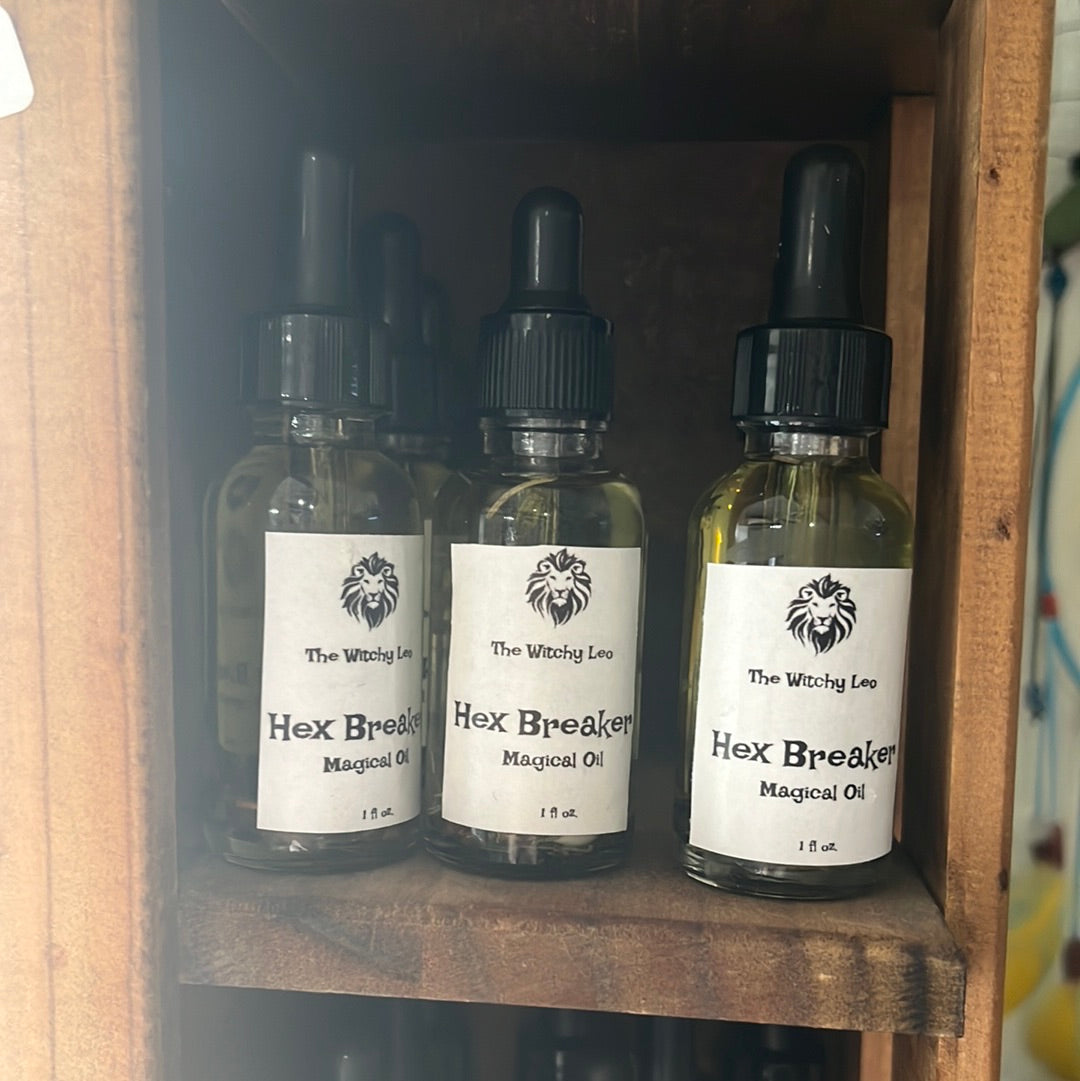 The Witchy Leo
Hex Breake
Magical Oil
1 fl oz.
The Witchy Leo
Hex Breaker
Magical Oil
1 fl oz.
The Witchy Leo
Hex Breaker
Magical Oil
1 fl oz.